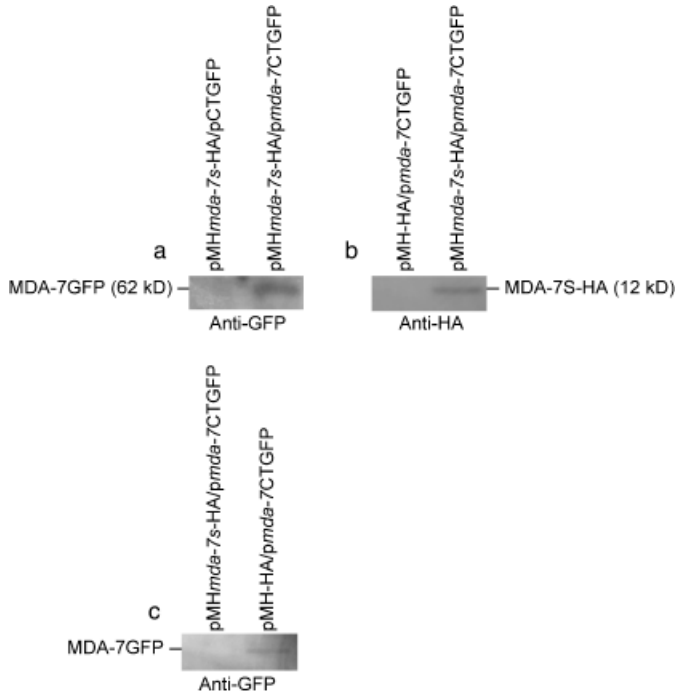 a
pMHmda-7s-HA/pCTGFP
pMHmda-7s-HA/pmda-7CTGFP
MDA-7GFP (62 kD)
Anti-GFP
b
pMH-HA/pmda-7CTGFP
pMHmda-7s-HA/pmda-7CTGFP
MDA-7S-HA (12 kD)
Anti-HA
c
pMHmda-7s-HA/pmda-7CTGFP
pMH-HA/pmda-7CTGFP
MDA-7GFP
Anti-GFP